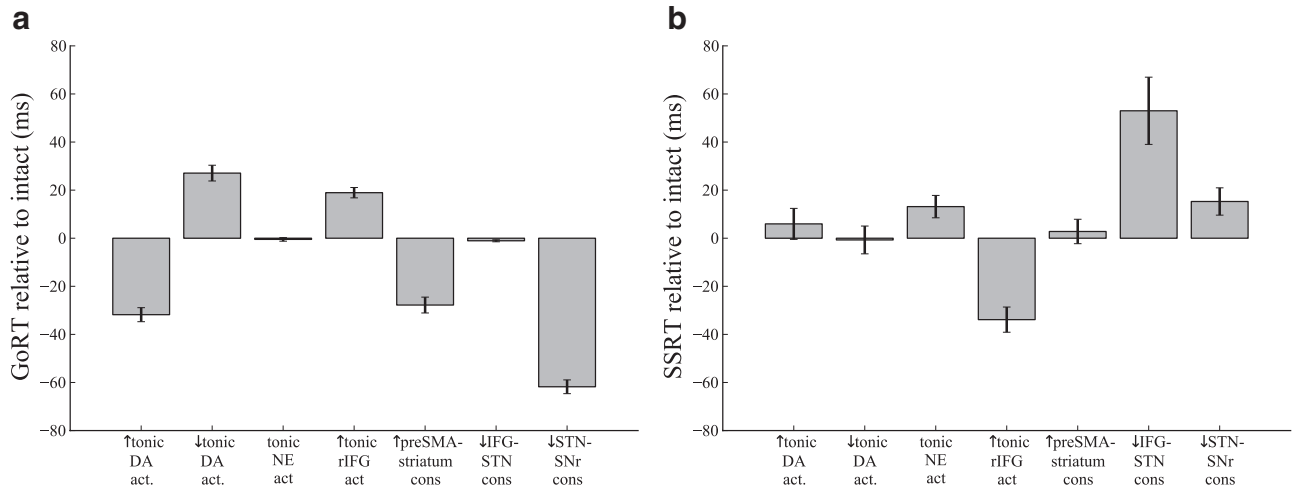 a
80
60
40
20
0
−20
−40
−60
−80
GoRT relative to intact (ms)
↑tonic DA act.
↓tonic DA act.
tonic NE act
↑tonic rIFG act
↑preSMA- striatum cons
↓IFG- STN cons
↓STN- SNr cons
b
80
60
40
20
0
−20
−40
−60
−80
SSRT relative to intact (ms)
↑tonic DA act.
↓tonic DA act.
tonic NE act
↑tonic rIFG act
↑preSMA- striatum cons
↓IFG- STN cons
↓STN- SNr cons